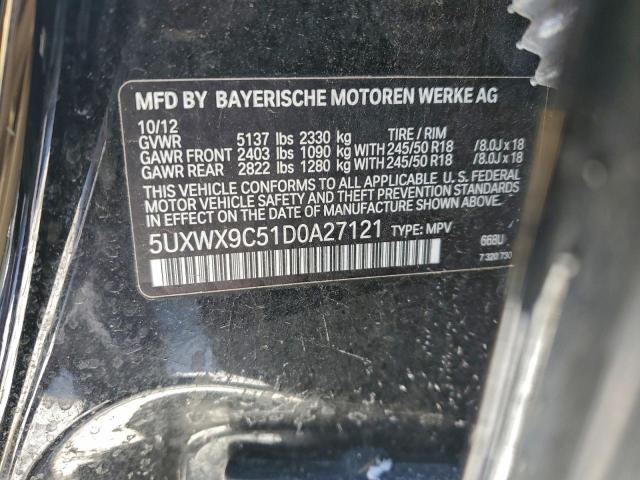 MFD BY BAYERISCHE MOTOREN WERKE AG
10/12
GVWR 5137 lbs 2330 kg TIRE / RIM
GAWR FRONT 2403 lbs 1090 kg WITH 245/50 R18 /8.0J x 18
GAWR REAR 2822 lbs 1280 kg WITH 245/50 R18 /8.0J x 18
THIS VEHICLE CONFORMS TO ALL APPLICABLE U. S. FEDERAL
MOTOR VEHICLE SAFETY AND THEFT PREVENTION STANDARDS
IN EFFECT ON THE DATE OF MANUFACTURE SHOWN ABOVE.
5UXWX9C51D0A27121 TYPE: MPV 668U
7 320 730